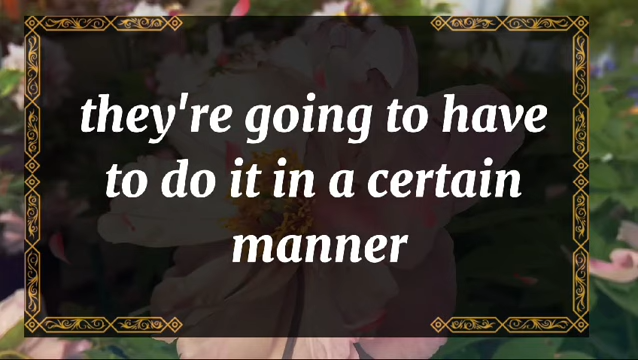 they're going to have
to do it in a certain
manner